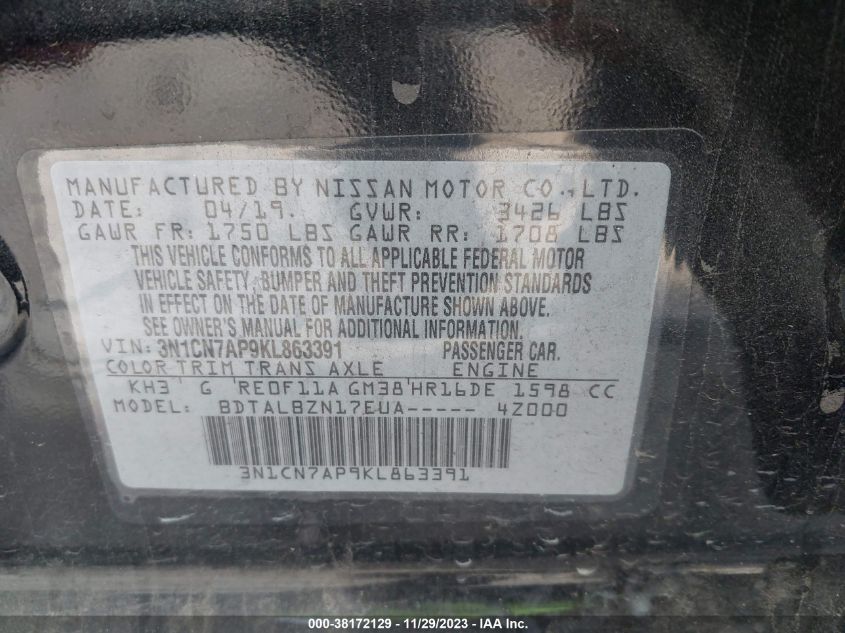 MANUFACTURED BY NISSAN MOTOR CO., LTD.
DATE: 04/19. GVWR: 3426 LBS
GAWR FR: 1750 LBS GAWR RR: 1708 LBS
THIS VEHICLE CONFORMS TO ALL APPLICABLE FEDERAL MOTOR
VEHICLE SAFETY, BUMPER AND THEFT PREVENTION STANDARDS
IN EFFECT ON THE DATE OF MANUFACTURE SHOWN ABOVE.
SEE OWNER'S MANUAL FOR ADDITIONAL INFORMATION.
VIN: 3N1CN7AP9KL863391 PASSENGER CAR.
COLOR TRIM TRANS AXLE ENGINE
KH3 G RE0F11A GM38 HR16DE 1598 CC
MODEL: BDTALBZN17EUA----- 4Z000
3N1CN7AP9KL863391
000-38172129 - 11/29/2023 - IAA Inc.